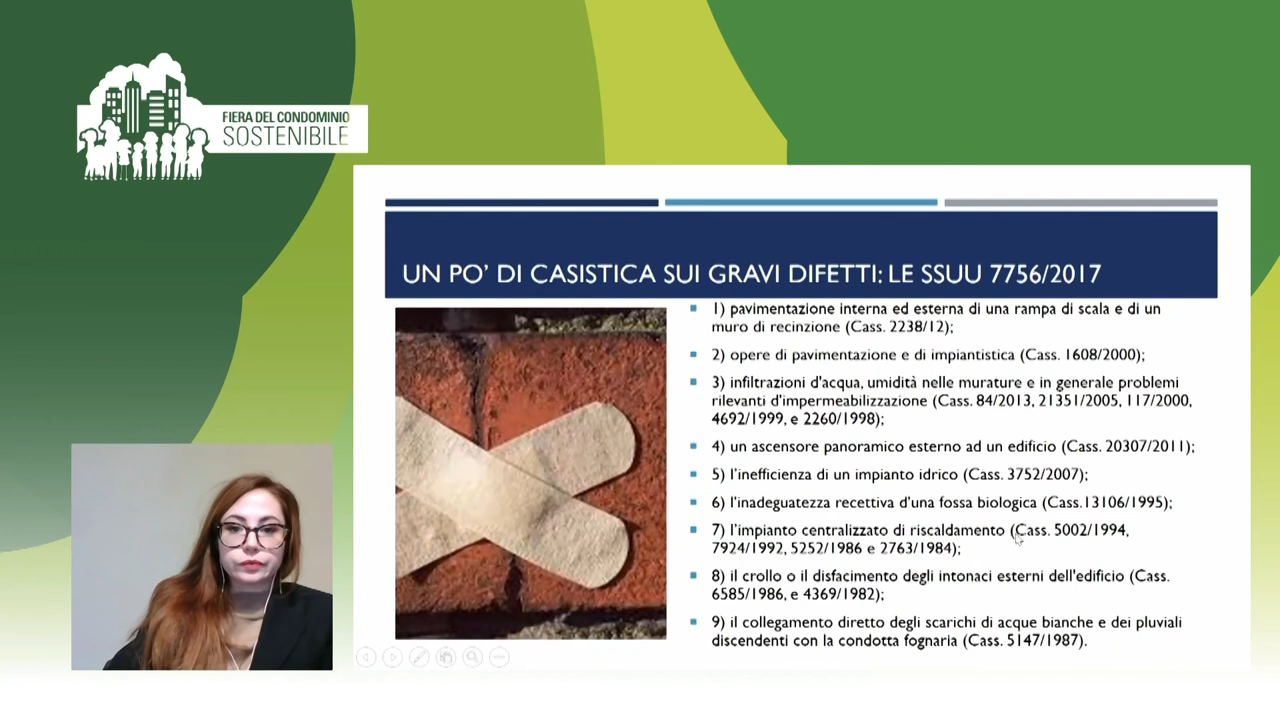 FIERA DEL CONDOMINIO
SOSTENIBILE
UN PO’ DI CASISTICA SUI GRAVI DIFETTI: LE SSUU 7756/2017
1) pavimentazione interna ed esterna di una rampa di scala e di un
muro di recinzione (Cass. 2238/12);
2) opere di pavimentazione e di impiantistica (Cass. 1608/2000);
3) infiltrazioni d'acqua, umidità nelle murature e in generale problemi
rilevanti d'impermeabilizzazione (Cass. 84/2013, 21351/2005, 117/2000,
4692/1999, e 2260/1998);
4) un ascensore panoramico esterno ad un edificio (Cass. 20307/2011);
5) l’inefficienza di un impianto idrico (Cass. 3752/2007);
6) l’inadeguatezza recettiva d’una fossa biologica (Cass.13106/1995);
7) l’impianto centralizzato di riscaldamento (Cass. 5002/1994,
7924/1992, 5252/1986 e 2763/1984);
8) il crollo o il disfacimento degli intonaci esterni dell'edificio (Cass.
6585/1986, e 4369/1982);
9) il collegamento diretto degli scarichi di acque bianche e dei pluviali
discendenti con la condotta fognaria (Cass. 5147/1987).